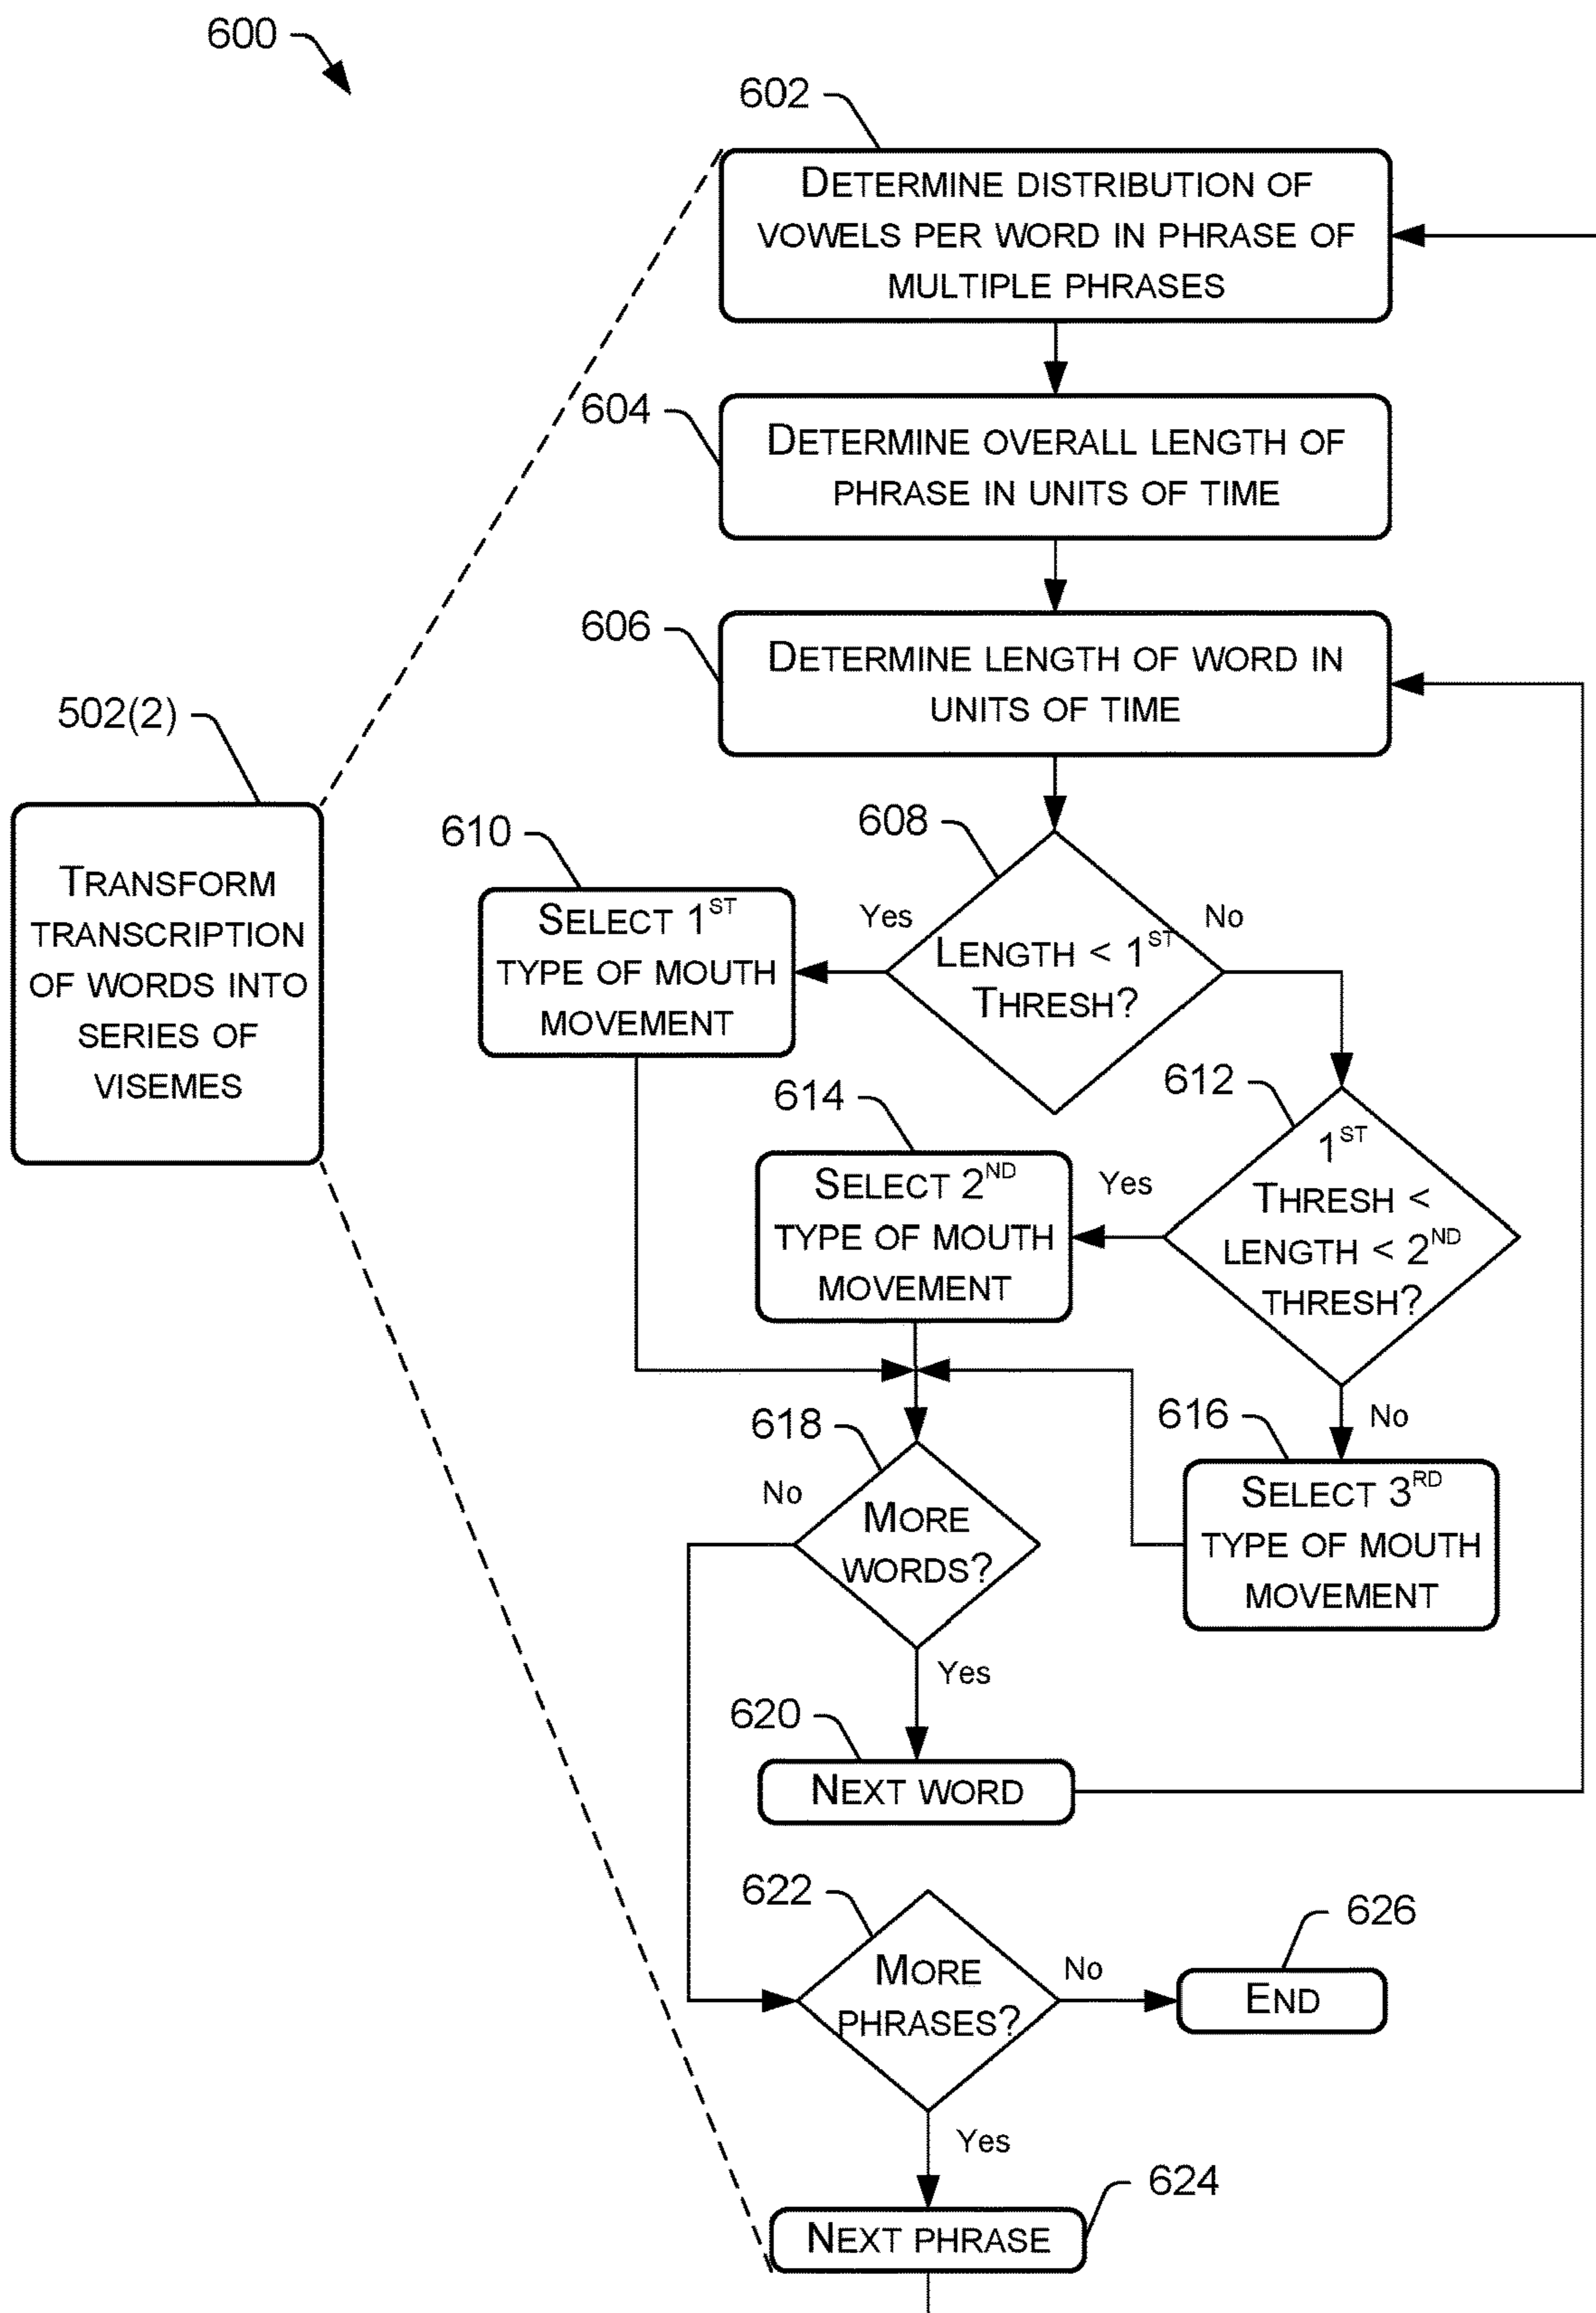 600
602
DETERMINE DISTRIBUTION OF
VOWELS PER WORD IN PHRASE OF
MULTIPLE PHRASES
604
DETERMINE OVERALL LENGTH OF
PHRASE IN UNITS OF TIME
606
DETERMINE LENGTH OF WORD IN
UNITS OF TIME
502(2)
TRANSFORM
TRANSCRIPTION
OF WORDS INTO
SERIES OF
VISEMES
608
LENGTH < 1ST
THRESH?
Yes
No
610
SELECT 1ST
TYPE OF MOUTH
MOVEMENT
612
1ST
THRESH <
LENGTH < 2ND
THRESH?
Yes
No
614
SELECT 2ND
TYPE OF MOUTH
MOVEMENT
616
SELECT 3RD
TYPE OF MOUTH
MOVEMENT
618
MORE
WORDS?
No
Yes
620
NEXT WORD
622
MORE
PHRASES?
No
Yes
626
END
624
NEXT PHRASE